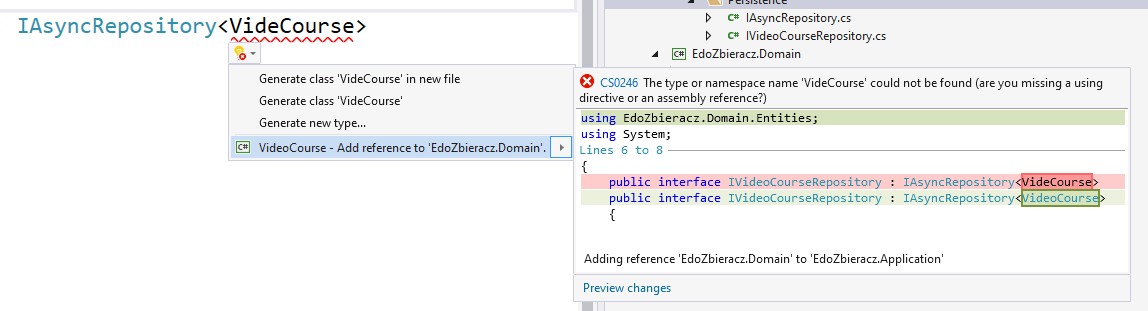 IAsyncRepository<VideCourse>
Generate class 'VideCourse' in new file
Generate class 'VideCourse'
Generate new type...
C# VideoCourse - Add reference to 'EdoZbieracz.Domain'.
Persistence
C# IAsyncRepository.cs
C# IVideoCourseRepository.cs
C# EdoZbieracz.Domain
CS0246 The type or namespace name 'VideCourse' could not be found (are you missing a using
directive or an assembly reference?)
using EdoZbieracz.Domain.Entities;
using System;
Lines 6 to 8
{
public interface IVideoCourseRepository : IAsyncRepository<VideCourse>
public interface IVideoCourseRepository : IAsyncRepository<VideoCourse>
{
Adding reference 'EdoZbieracz.Domain' to 'EdoZbieracz.Application'
Preview changes